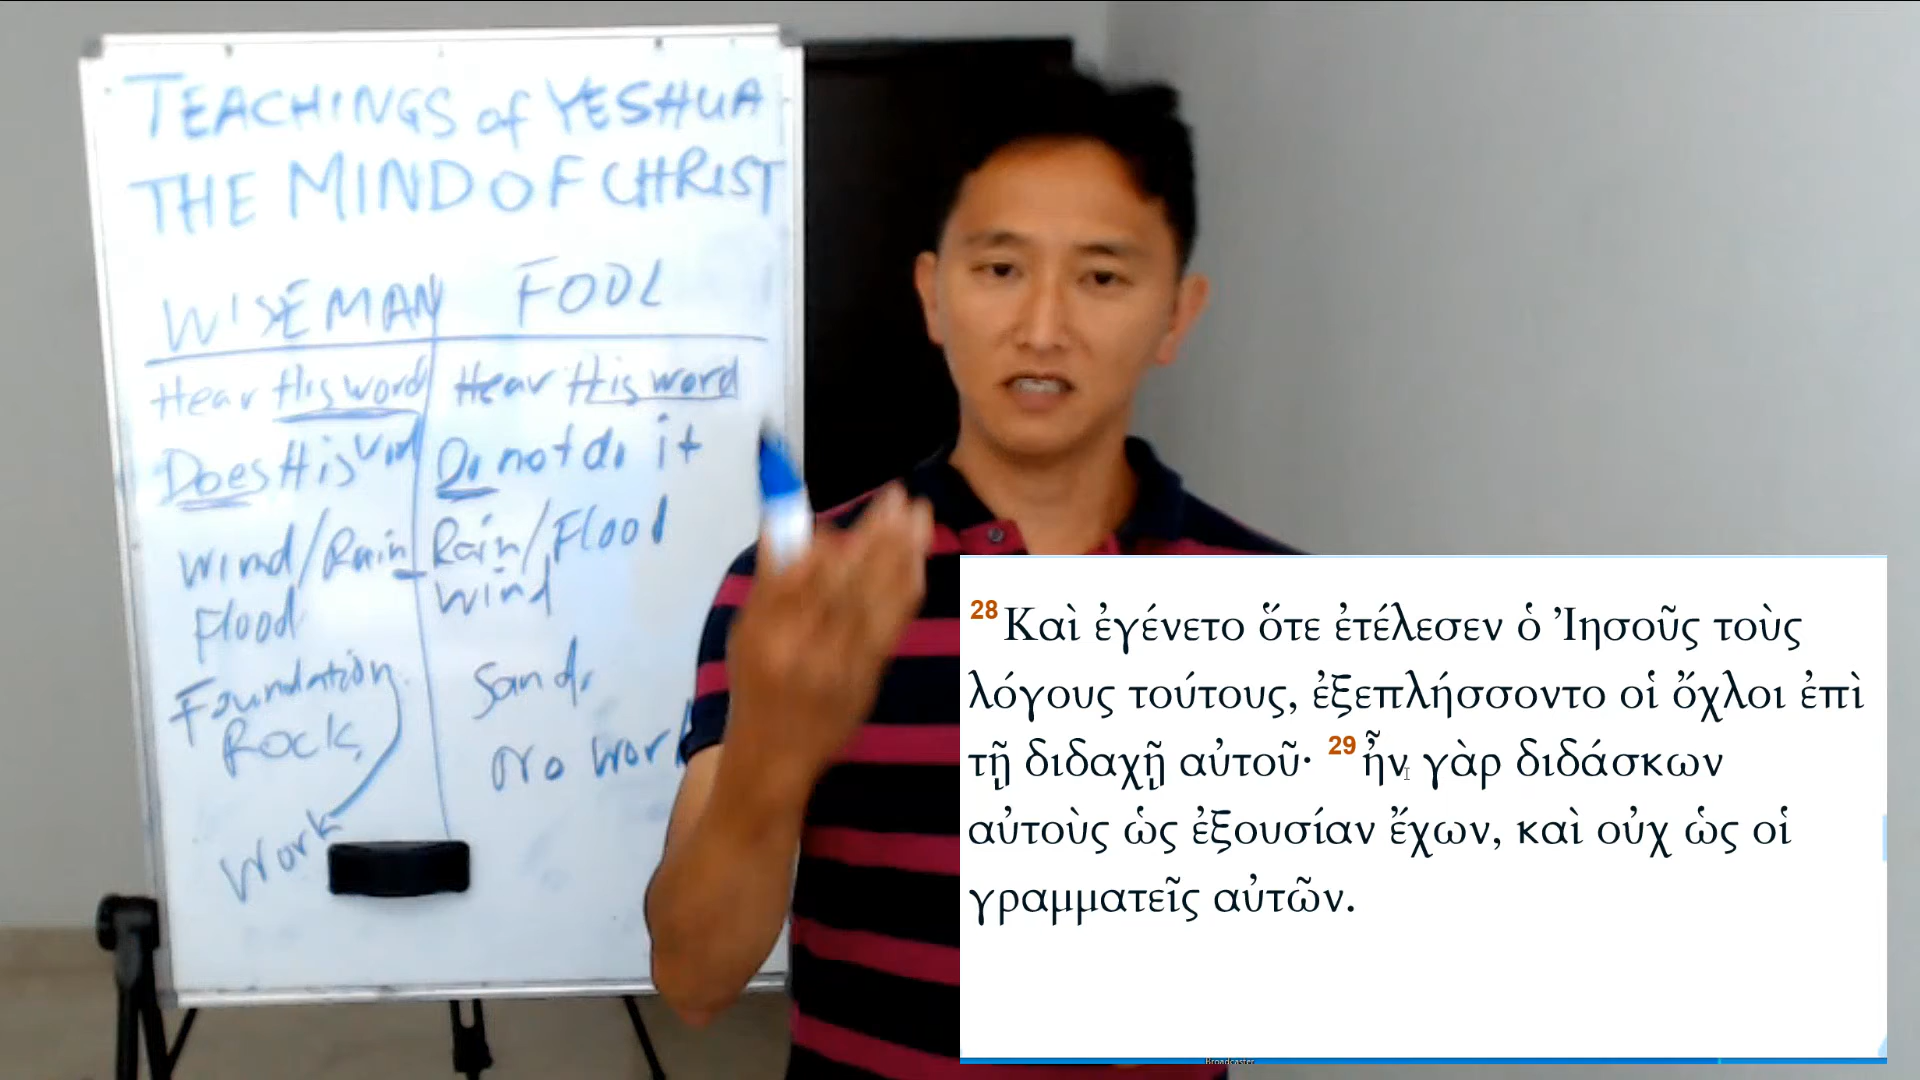 TEACHINGS of YESHUA
THE MIND OF CHRIST
WISEMAN
FOOL
Hear His word
Does His
Wind/Rain
Flood
Foundation
Rock
Work
Hear His word
Do not do it
Rain/Flood
wind
Sand
No Work
28 Καὶ ἐγένετο ὅτε ἐτέλεσεν ὁ Ἰησοῦς τοὺς
λόγους τούτους, ἐξεπλήσσοντο οἱ ὄχλοι ἐπὶ
τῇ διδαχῇ αὐτοῦ· 29 ἦν γὰρ διδάσκων
αὐτοὺς ὡς ἐξουσίαν ἔχων, καὶ οὐχ ὡς οἱ
γραμματεῖς αὐτῶν.
Broadcaster